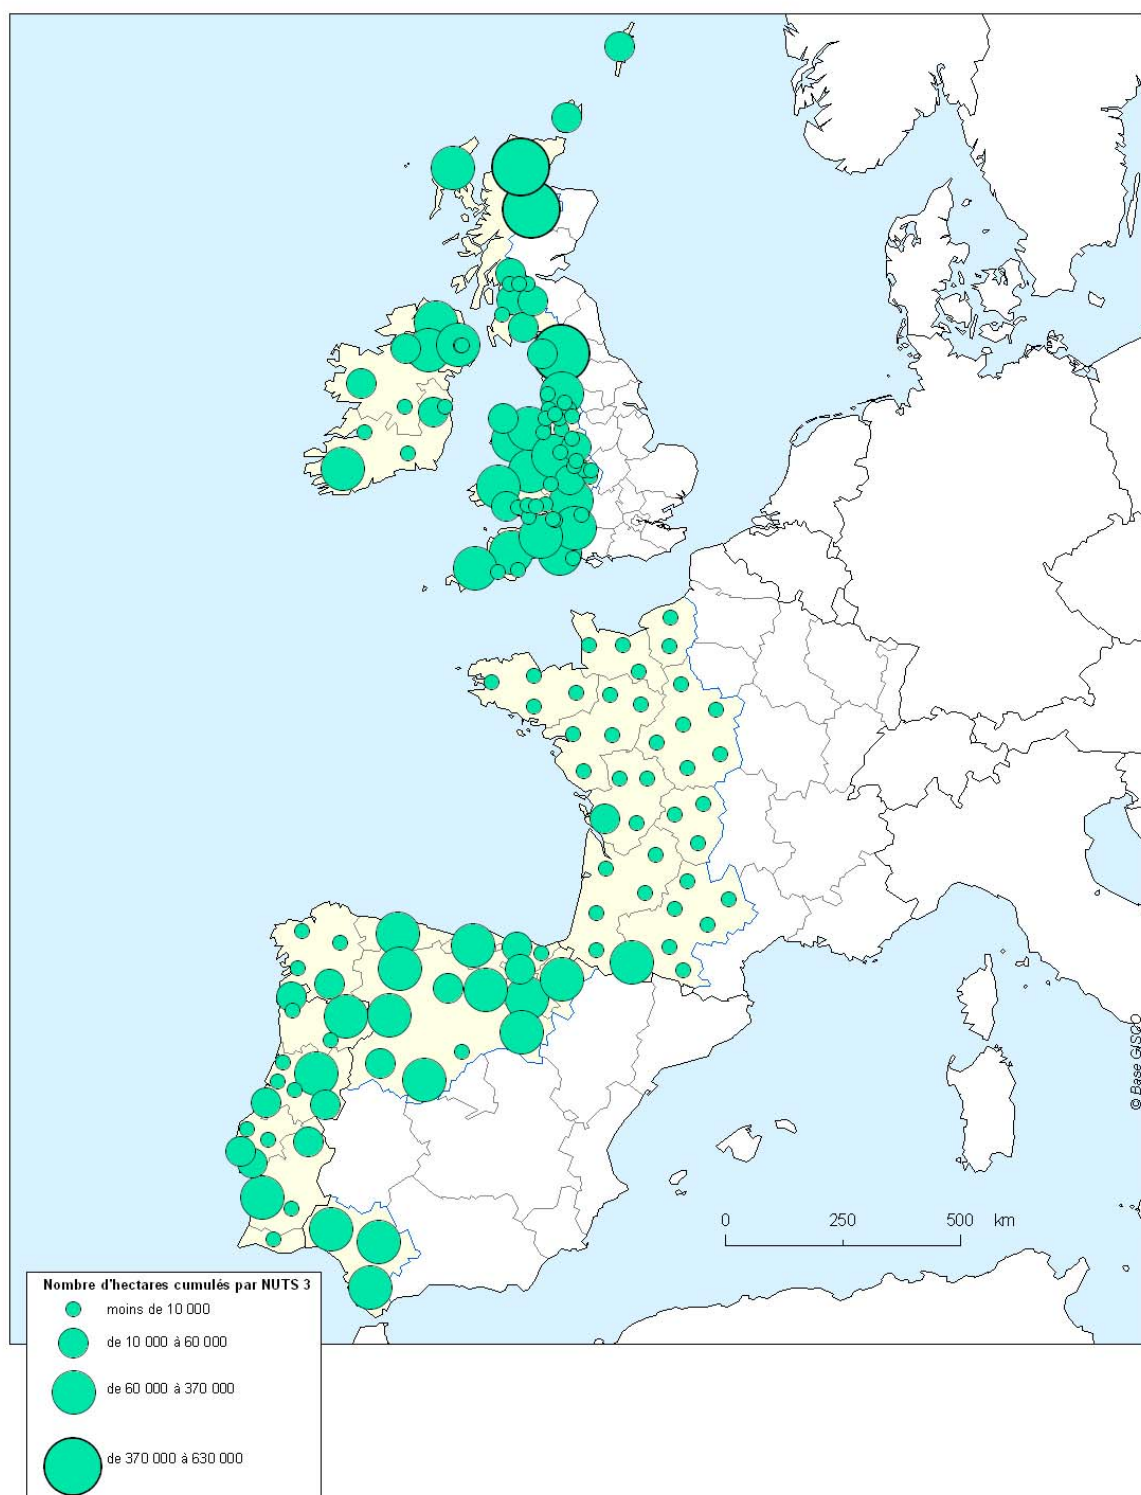 © Base GISCO
0 250 500 km
Nombre d'hectares cumulés par NUTS 3
moins de 10 000
de 10 000 à 60 000
de 60 000 à 370 000
de 370 000 à 630 000